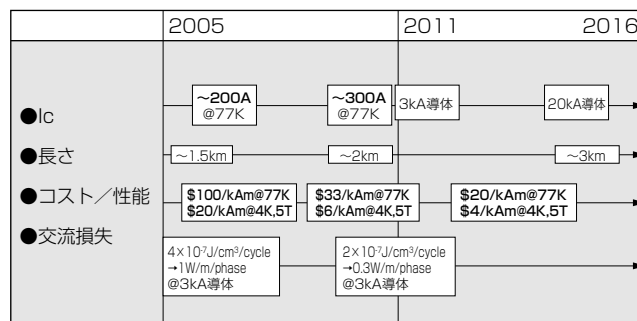 2005 2011 2016
●Ic
～200A
@77K
～300A
@77K
3kA導体
20kA導体
●長さ
～1.5km
～2km
～3km
●コスト／性能
$100/kAm@77K
$20/kAm@4K,5T
$33/kAm@77K
$6/kAm@4K,5T
$20/kAm@77K
$4/kAm@4K,5T
●交流損失
4×10⁻⁷J/cm³/cycle
→1W/m/phase
@3kA導体
2×10⁻⁷J/cm³/cycle
→0.3W/m/phase
@3kA導体